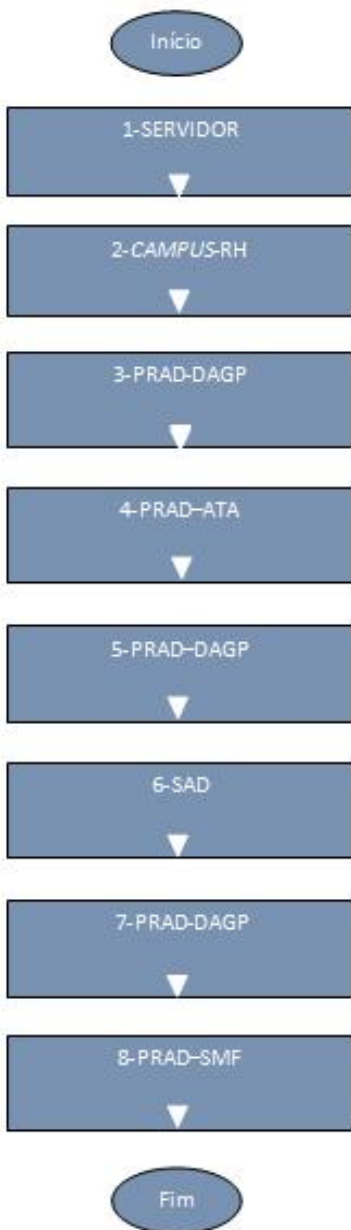 Início
1-SERVIDOR
2-CAMPUS-RH
3-PRAD-DAGP
4-PRAD–ATA
5-PRAD–DAGP
6-SAD
7-PRAD-DAGP
8-PRAD–SMF
Fim